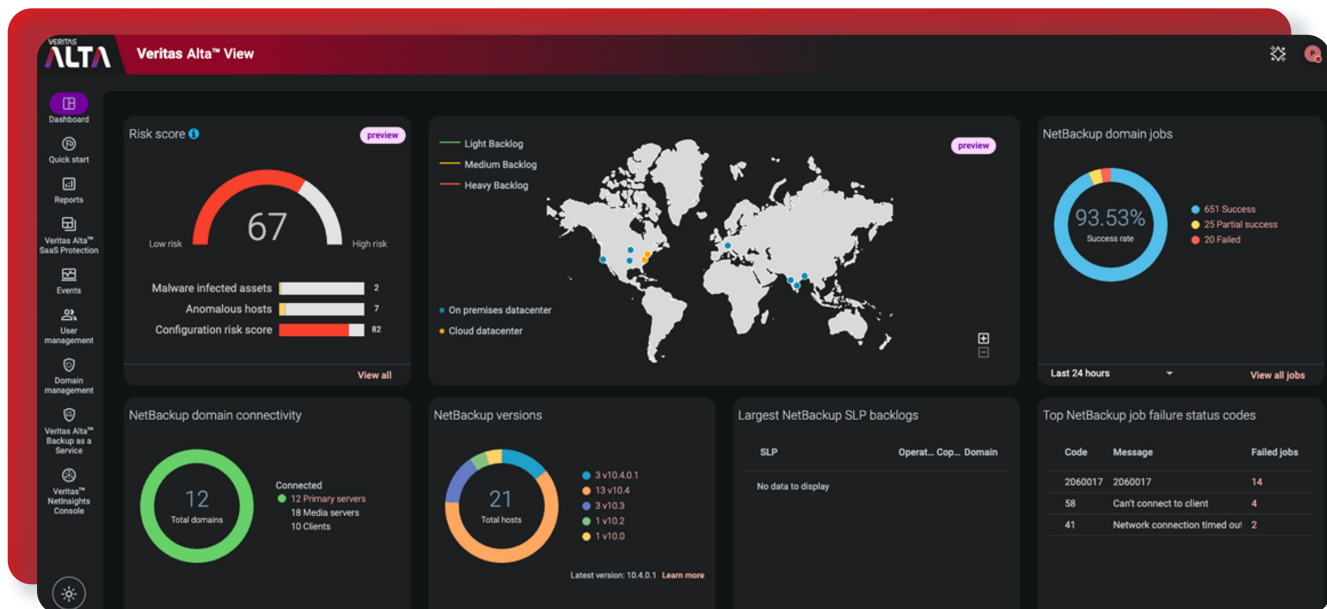 VERITAS
ALTA
Veritas Alta™ View
P
Dashboard
Quick start
Reports
Veritas Alta™
SaaS Protection
Events
User
management
Domain
management
Veritas Alta™
Backup as a
Service
Veritas™
NetInsights
Console
Risk score
preview
67
Low risk
High risk
Malware infected assets 2
Anomalous hosts 7
Configuration risk score 82
View all
Light Backlog
Medium Backlog
Heavy Backlog
preview
On premises datacenter
Cloud datacenter
NetBackup domain jobs
93.53%
Success rate
651 Success
25 Partial success
20 Failed
Last 24 hours
View all jobs
NetBackup domain connectivity
12
Total domains
Connected
12 Primary servers
18 Media servers
10 Clients
NetBackup versions
21
Total hosts
3 v10.4.0.1
13 v10.4
3 v10.3
1 v10.2
1 v10.0
Latest version: 10.4.0.1 Learn more
Largest NetBackup SLP backlogs
SLP Operat... Cop... Domain
No data to display
Top NetBackup job failure status codes
Code Message Failed jobs
2060017 2060017 14
58 Can't connect to client 4
41 Network connection timed out 2